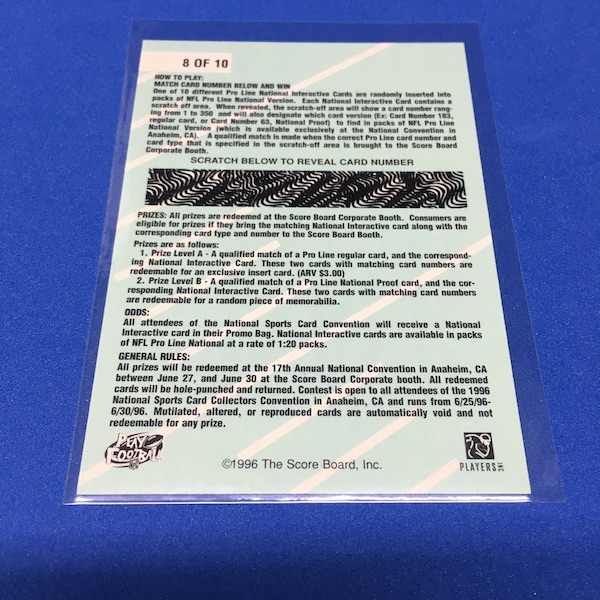 8 OF 10
HOW TO PLAY:
MATCH CARD NUMBER BELOW AND WIN
One of 10 different Pro Line National Interactive Cards are randomly inserted into
packs of NFL Pro Line National Version. Each National Interactive Card contains a
scratch off area. When revealed, the scratch-off area will show a card number rang-
ing from 1 to 350 and will also designate which card version (Ex: Card Number 183,
regular card, or Card Number 63, National Proof) to find in packs of NFL Pro Line
National Version (which is available exclusively at the National Convention in
Anaheim, CA). A qualified match is made when the correct Pro Line card number and
card type that is specified in the scratch-off area is brought to the Score Board
Corporate Booth.
SCRATCH BELOW TO REVEAL CARD NUMBER
PRIZES: All prizes are redeemed at the Score Board Corporate Booth. Consumers are
eligible for prizes if they bring the matching National Interactive card along with the
corresponding card type and number to the Score Board Booth.
Prizes are as follows:
1. Prize Level A - A qualified match of a Pro Line regular card, and the correspond-
ing National Interactive Card. These two cards with matching card numbers are
redeemable for an exclusive insert card. (ARV $3.00)
2. Prize Level B - A qualified match of a Pro Line National Proof card, and the cor-
responding National Interactive Card. These two cards with matching card numbers
are redeemable for a random piece of memorabilia.
ODDS:
All attendees of the National Sports Card Convention will receive a National
Interactive card in their Promo Bag. National Interactive cards are available in packs
of NFL Pro Line National at a rate of 1:20 packs.
GENERAL RULES:
All prizes will be redeemed at the 17th Annual National Convention in Anaheim, CA
between June 27, and June 30 at the Score Board Corporate booth. All redeemed
cards will be hole-punched and returned. Contest is open to all attendees of the 1996
National Sports Card Collectors Convention in Anaheim, CA and runs from 6/25/96-
6/30/96. Mutilated, altered, or reproduced cards are automatically void and not
redeemable for any prize.
PLAY
FOOTBALL
©1996 The Score Board, Inc.
PLAYERS INC